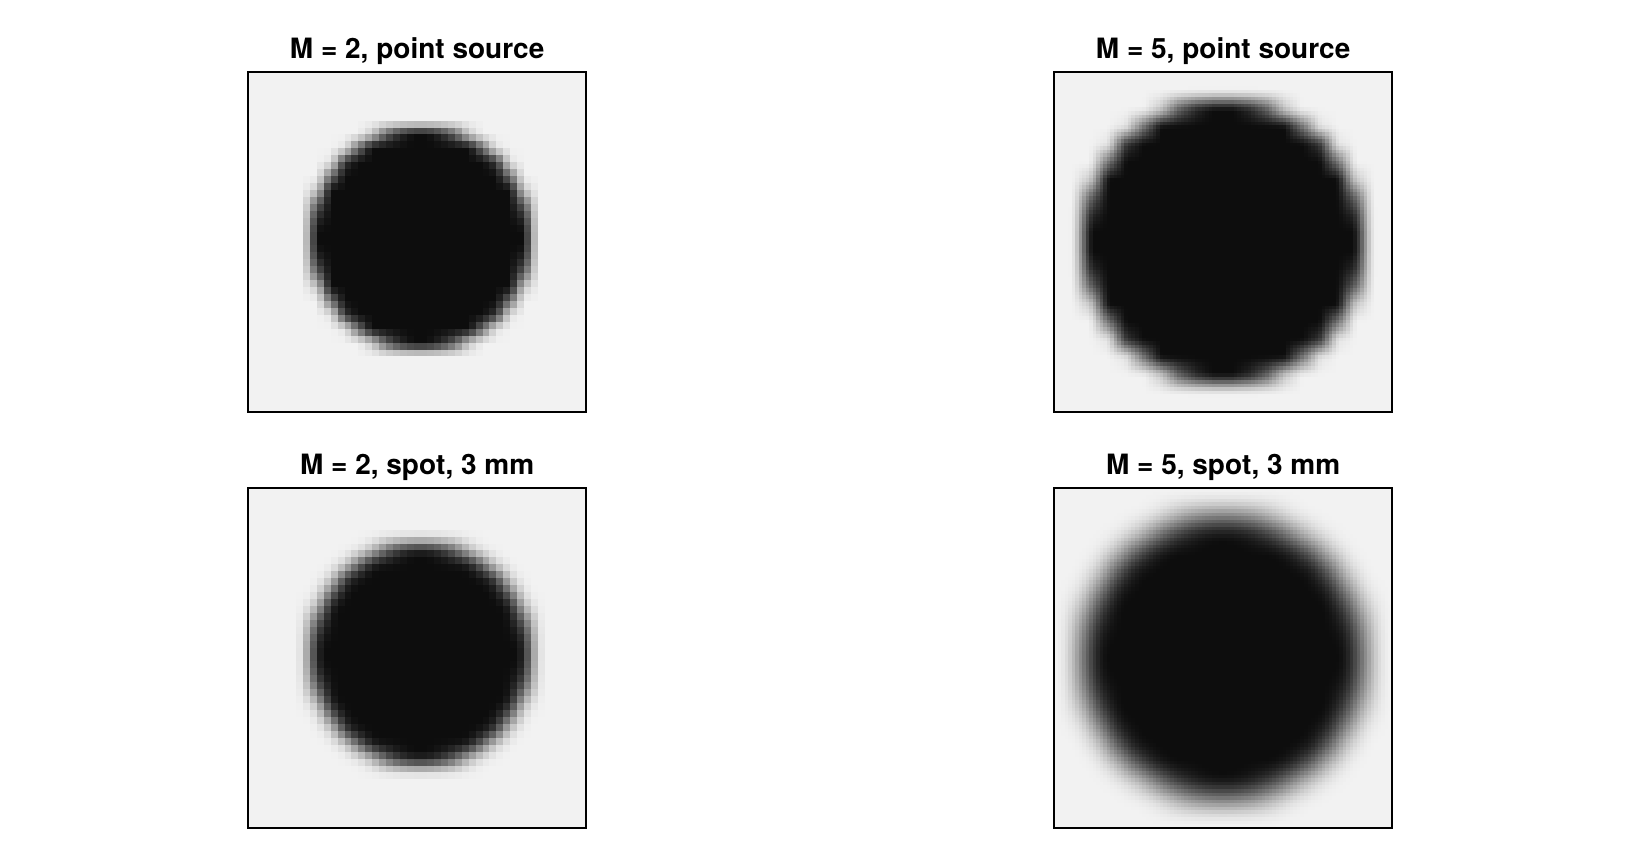 M = 2, point source
M = 5, point source
M = 2, spot, 3 mm
M = 5, spot, 3 mm